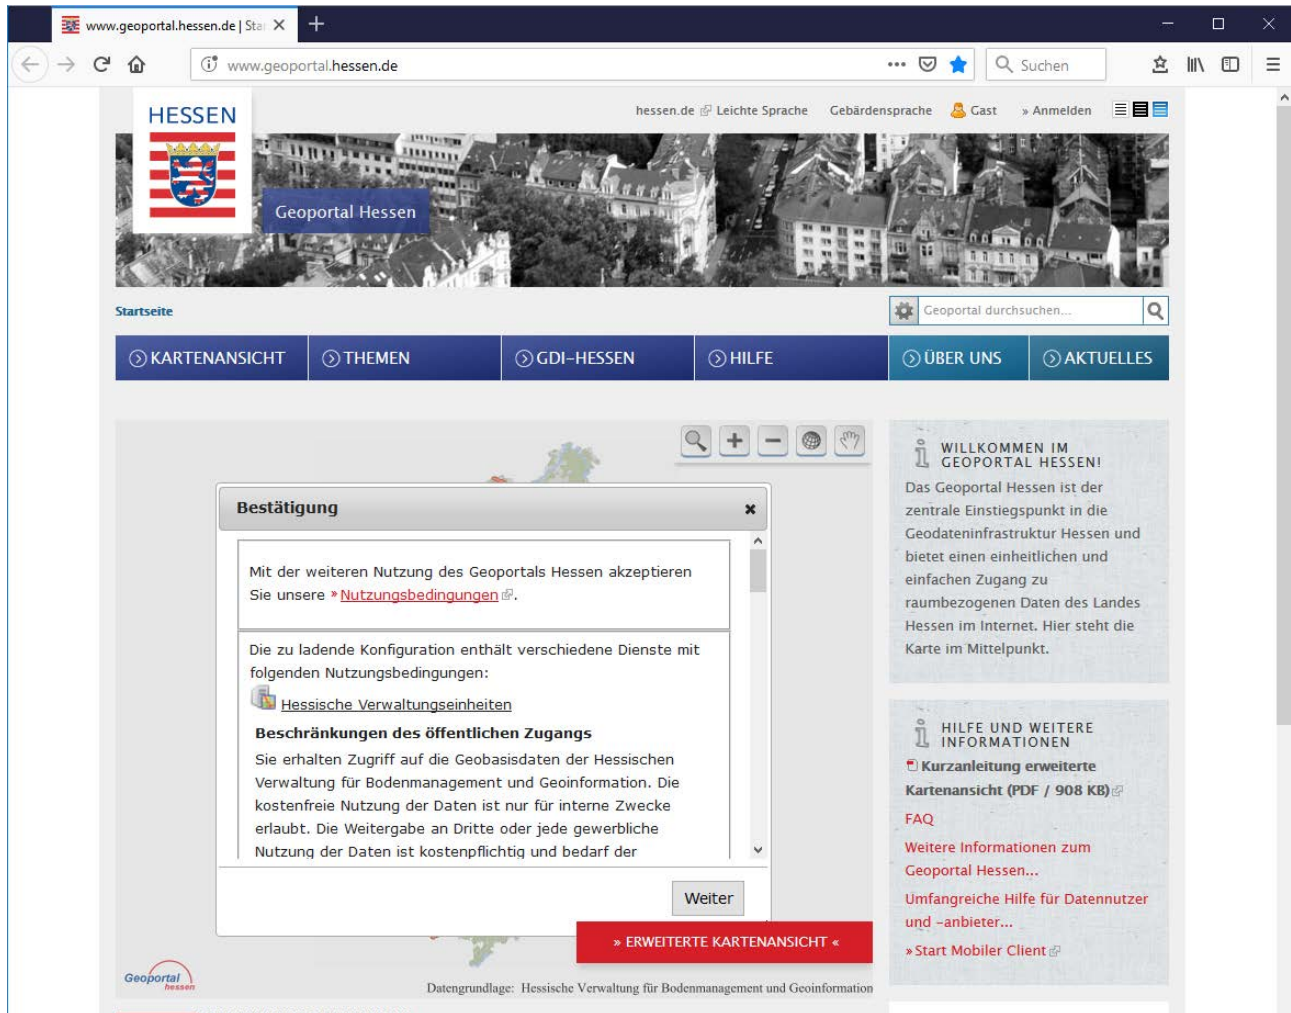 www.geoportal.hessen.de | Sta
www.geoportal.hessen.de
Suchen
HESSEN
hessen.de Leichte Sprache Gebärdensprache Gast » Anmelden
Geoportal Hessen
Startseite
Geoportal durchsuchen...
KARTENANSICHT THEMEN GDI-HESSEN HILFE ÜBER UNS AKTUELLES
Bestätigung
Mit der weiteren Nutzung des Geoportals Hessen akzeptieren
Sie unsere » Nutzungsbedingungen.
Die zu ladende Konfiguration enthält verschiedene Dienste mit
folgenden Nutzungsbedingungen:
Hessische Verwaltungseinheiten
Beschränkungen des öffentlichen Zugangs
Sie erhalten Zugriff auf die Geobasisdaten der Hessischen
Verwaltung für Bodenmanagement und Geoinformation. Die
kostenfreie Nutzung der Daten ist nur für interne Zwecke
erlaubt. Die Weitergabe an Dritte oder jede gewerbliche
Nutzung der Daten ist kostenpflichtig und bedarf der
Weiter
» ERWEITERTE KARTENANSICHT «
Geoportal
hessen
Datengrundlage: Hessische Verwaltung für Bodenmanagement und Geoinformation
WILLKOMMEN IM
GEOPORTAL HESSEN!
Das Geoportal Hessen ist der
zentrale Einstiegspunkt in die
Geodateninfrastruktur Hessen und
bietet einen einheitlichen und
einfachen Zugang zu
raumbezogenen Daten des Landes
Hessen im Internet. Hier steht die
Karte im Mittelpunkt.
HILFE UND WEITERE
INFORMATIONEN
Kurzanleitung erweiterte
Kartenansicht (PDF / 908 KB)
FAQ
Weitere Informationen zum
Geoportal Hessen...
Umfangreiche Hilfe für Datennutzer
und -anbieter...
» Start Mobiler Client